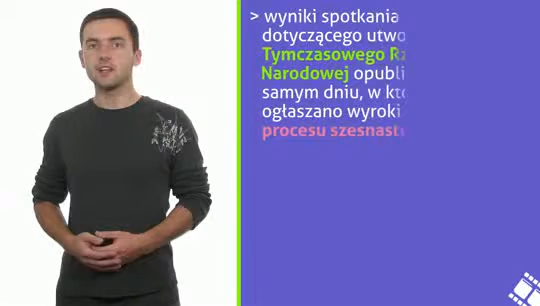 > wyniki spotkania
dotyczącego
Tymczasowego
Narodowej
samym dniu, w
ogłaszano wyroki
procesu